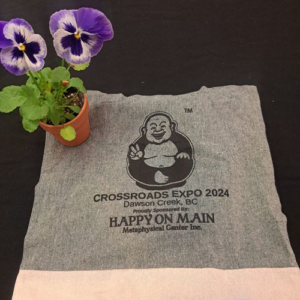 TM
CROSSROADS EXPO 2024
Dawson Creek, BC
Proudly Sponsored By:
HAPPY ON MAIN
Metaphysical Center Inc.